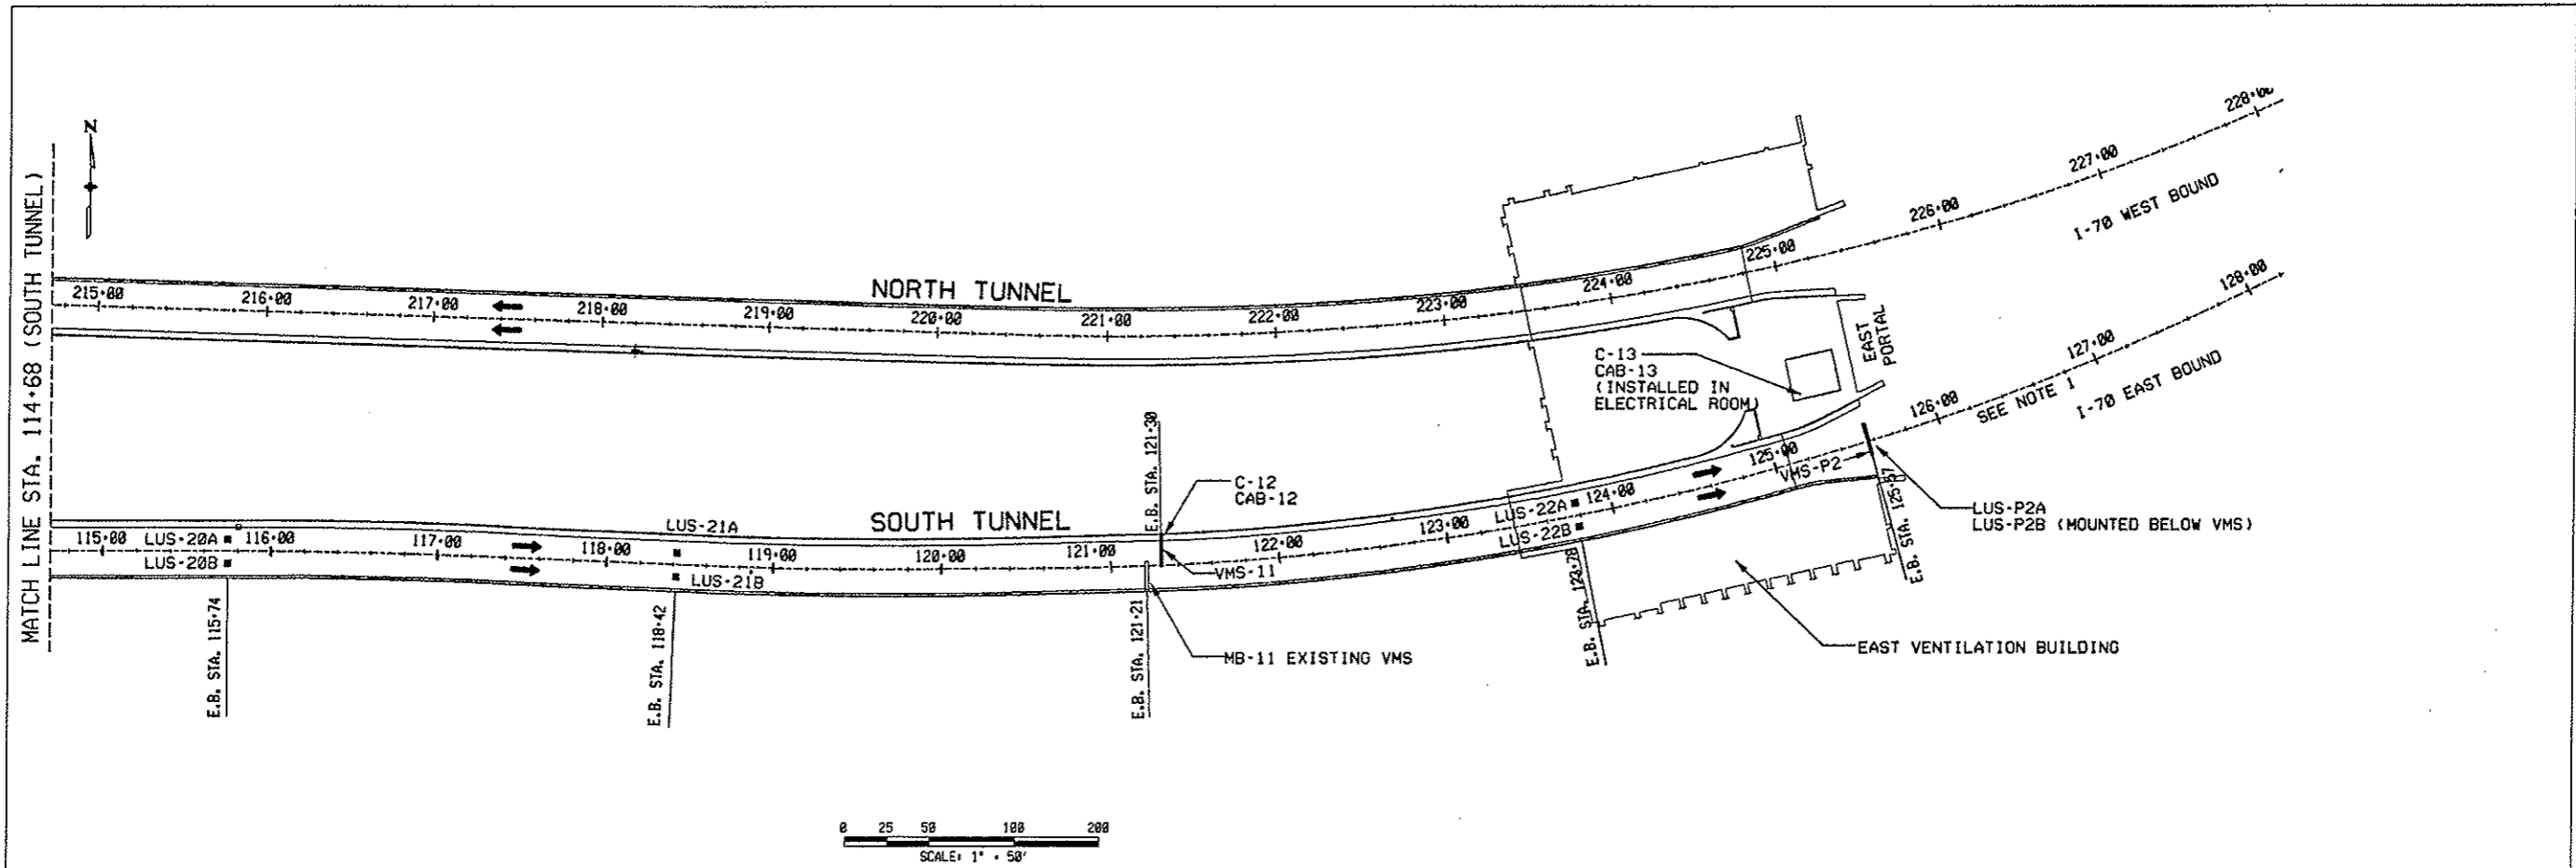 MATCH LINE STA. 114+68 (SOUTH TUNNEL)
N
215+00
216+00
217+00
218+00
219+00
220+00
221+00
222+00
223+00
224+00
225+00
226+00
227+00
NORTH TUNNEL
I-70 WEST BOUND
128+00
127+00
126+00
SEE NOTE 1
I-70 EAST BOUND
EAST
PORTAL
C-13
CAB-13
(INSTALLED IN
ELECTRICAL ROOM)
125+00
VMS-P2
LUS-P2A
LUS-P2B (MOUNTED BELOW VMS)
E.B. STA. 125+57
E.B. STA. 121+30
C-12
CAB-12
SOUTH TUNNEL
115+00
LUS-20A
LUS-20B
116+00
117+00
118+00
LUS-21A
LUS-21B
119+00
120+00
121+00
VMS-11
122+00
123+00
LUS-22A
LUS-22B
124+00
E.B. STA. 115+74
E.B. STA. 118+42
E.B. STA. 121+21
MB-11 EXISTING VMS
E.B. STA. 123+78
EAST VENTILATION BUILDING
0 25 50 100 200
SCALE: 1" = 50'